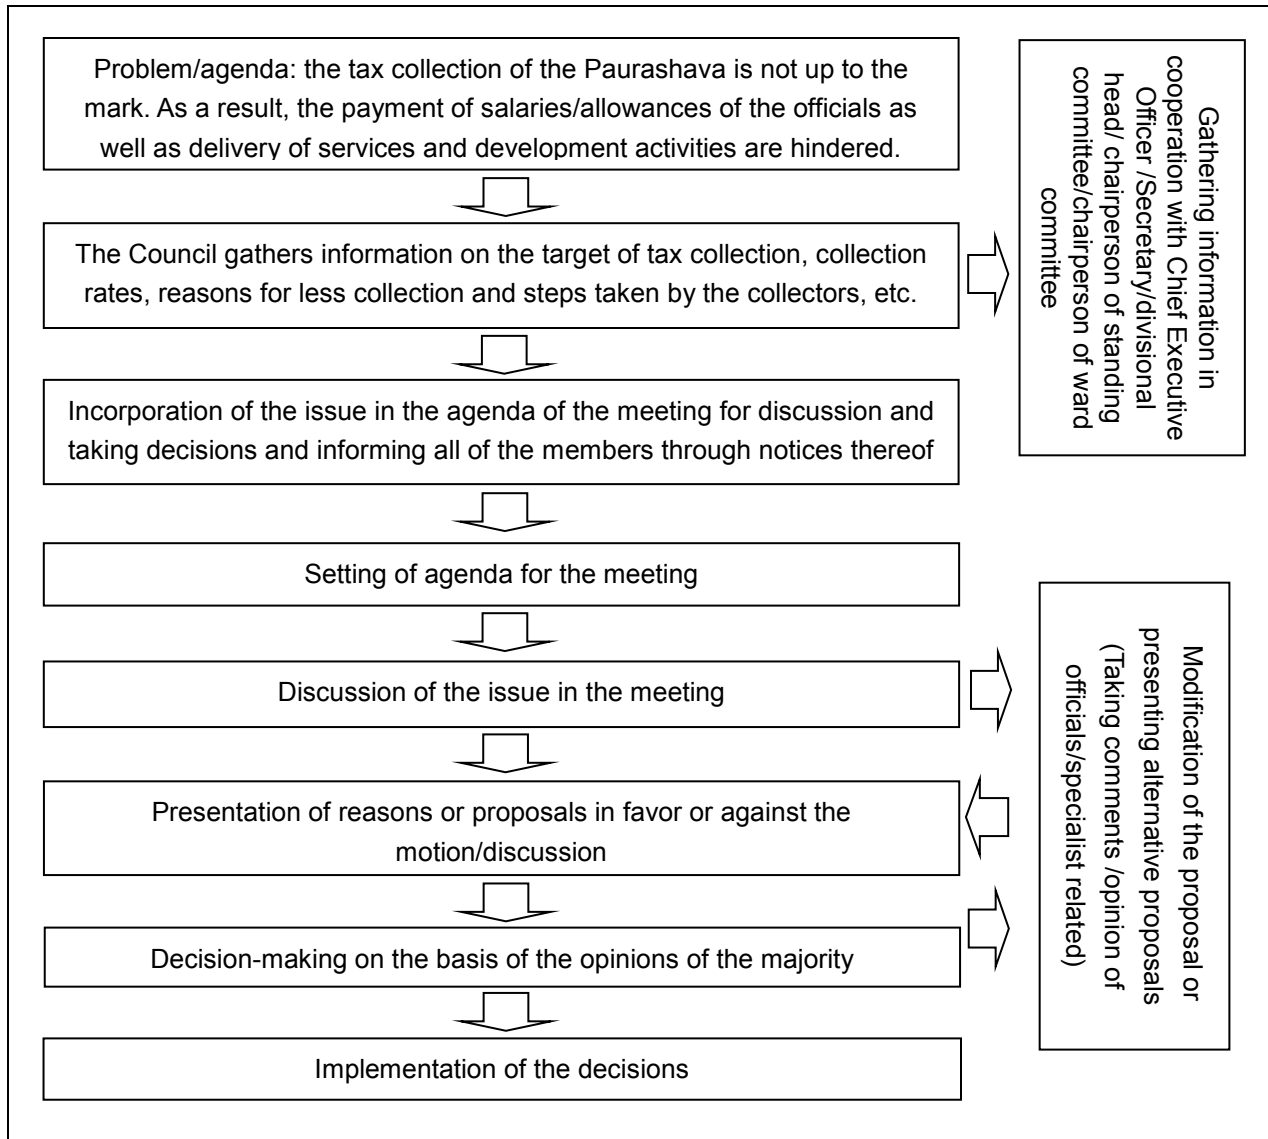 Problem/agenda: the tax collection of the Paurashava is not up to the
mark. As a result, the payment of salaries/allowances of the officials as
well as delivery of services and development activities are hindered.
The Council gathers information on the target of tax collection, collection
rates, reasons for less collection and steps taken by the collectors, etc.
Gathering information in
cooperation with Chief Executive
Officer /Secretary/divisional
head/ chairperson of standing
committee/chairperson of ward
committee
Incorporation of the issue in the agenda of the meeting for discussion and
taking decisions and informing all of the members through notices thereof
Setting of agenda for the meeting
Discussion of the issue in the meeting
Modification of the proposal or
presenting alternative proposals
(Taking comments /opinion of
officials/specialist related)
Presentation of reasons or proposals in favor or against the
motion/discussion
Decision-making on the basis of the opinions of the majority
Implementation of the decisions